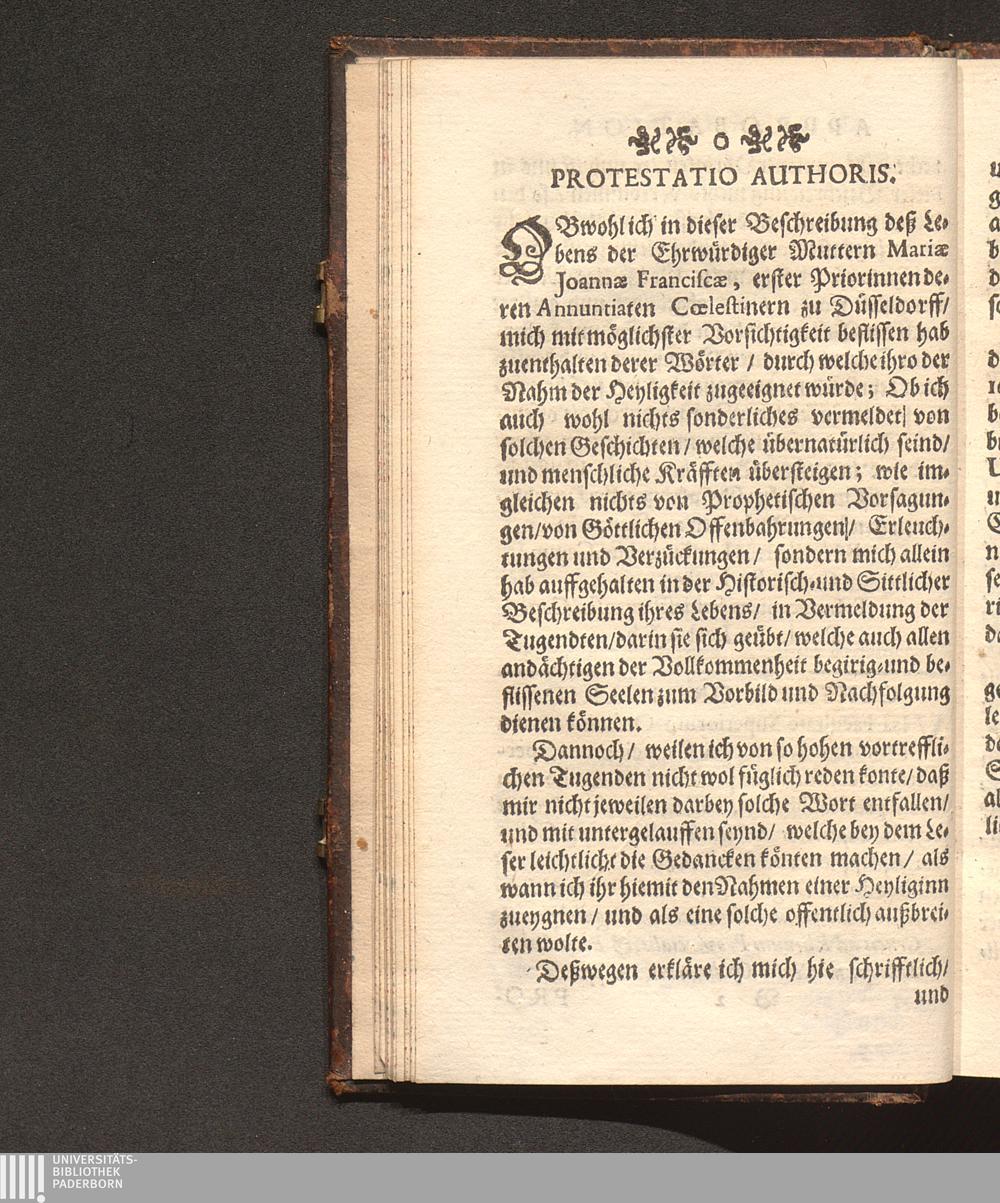 PROTESTATIO AUTHORIS.
OBwohl ich in dieser Beschreibung deß Le-
bens der Ehrwürdiger Muttern Mariæ
Joannæ Franciscæ, erster Priorinnen de-
ren Annuntiaten Cœlestinern zu Düsseldorff/
mich mit möglichster Vorsichtigkeit beflissen hab
zuenthalten derer Wörter / durch welche ihro der
Nahm der Heyligkeit zugeeignet würde; Ob ich
auch wohl nichts sonderliches vermeldet von
solchen Geschichten / welche übernatürlich seind/
und menschliche Kräfften übersteigen; wie im-
gleichen nichts von Prophetischen Vorsagun-
gen/von Göttlichen Offenbahrungen/ Erleuch-
tungen und Verzückungen / sondern mich allein
hab auffgehalten in der Historisch-und Sittlicher
Beschreibung ihres Lebens/ in Vermeldung der
Tugendten/darin sie sich geübt/ welche auch allen
andächtigen der Vollkommenheit begirig-und be-
flissenen Seelen zum Vorbild und Nachfolgung
dienen können.
Dannoch/ weilen ich von so hohen vortreffli-
chen Tugenden nicht wol füglich reden konte/ daß
mir nicht jeweilen darbey solche Wort entfallen/
und mit untergelauffen seynd/ welche bey dem Le-
ser leichtlicht die Gedancken könten machen / als
wann ich ihr hiemit den Nahmen einer Heyliginn
zueygnen / und als eine solche offentlich außbrei-
ten wolte.
Deßwegen erkläre ich mich hie schrifftlich/
und
UNIVERSITÄTS-
BIBLIOTHEK
PADERBORN